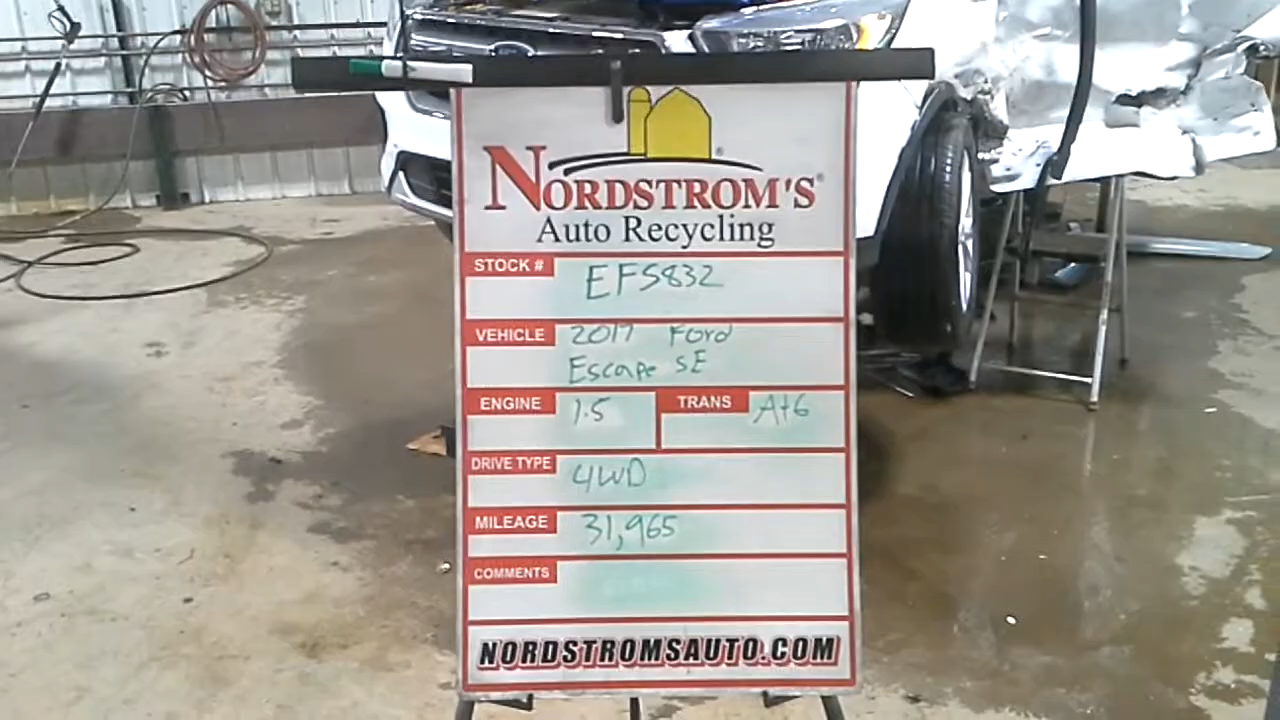 NORDSTROM'S®
Auto Recycling
STOCK # EFS832
VEHICLE 2017 Ford
Escape SE
ENGINE 1.5 TRANS At6
DRIVE TYPE 4WD
MILEAGE 31,965
COMMENTS
NORDSTROMSAUTO.COM